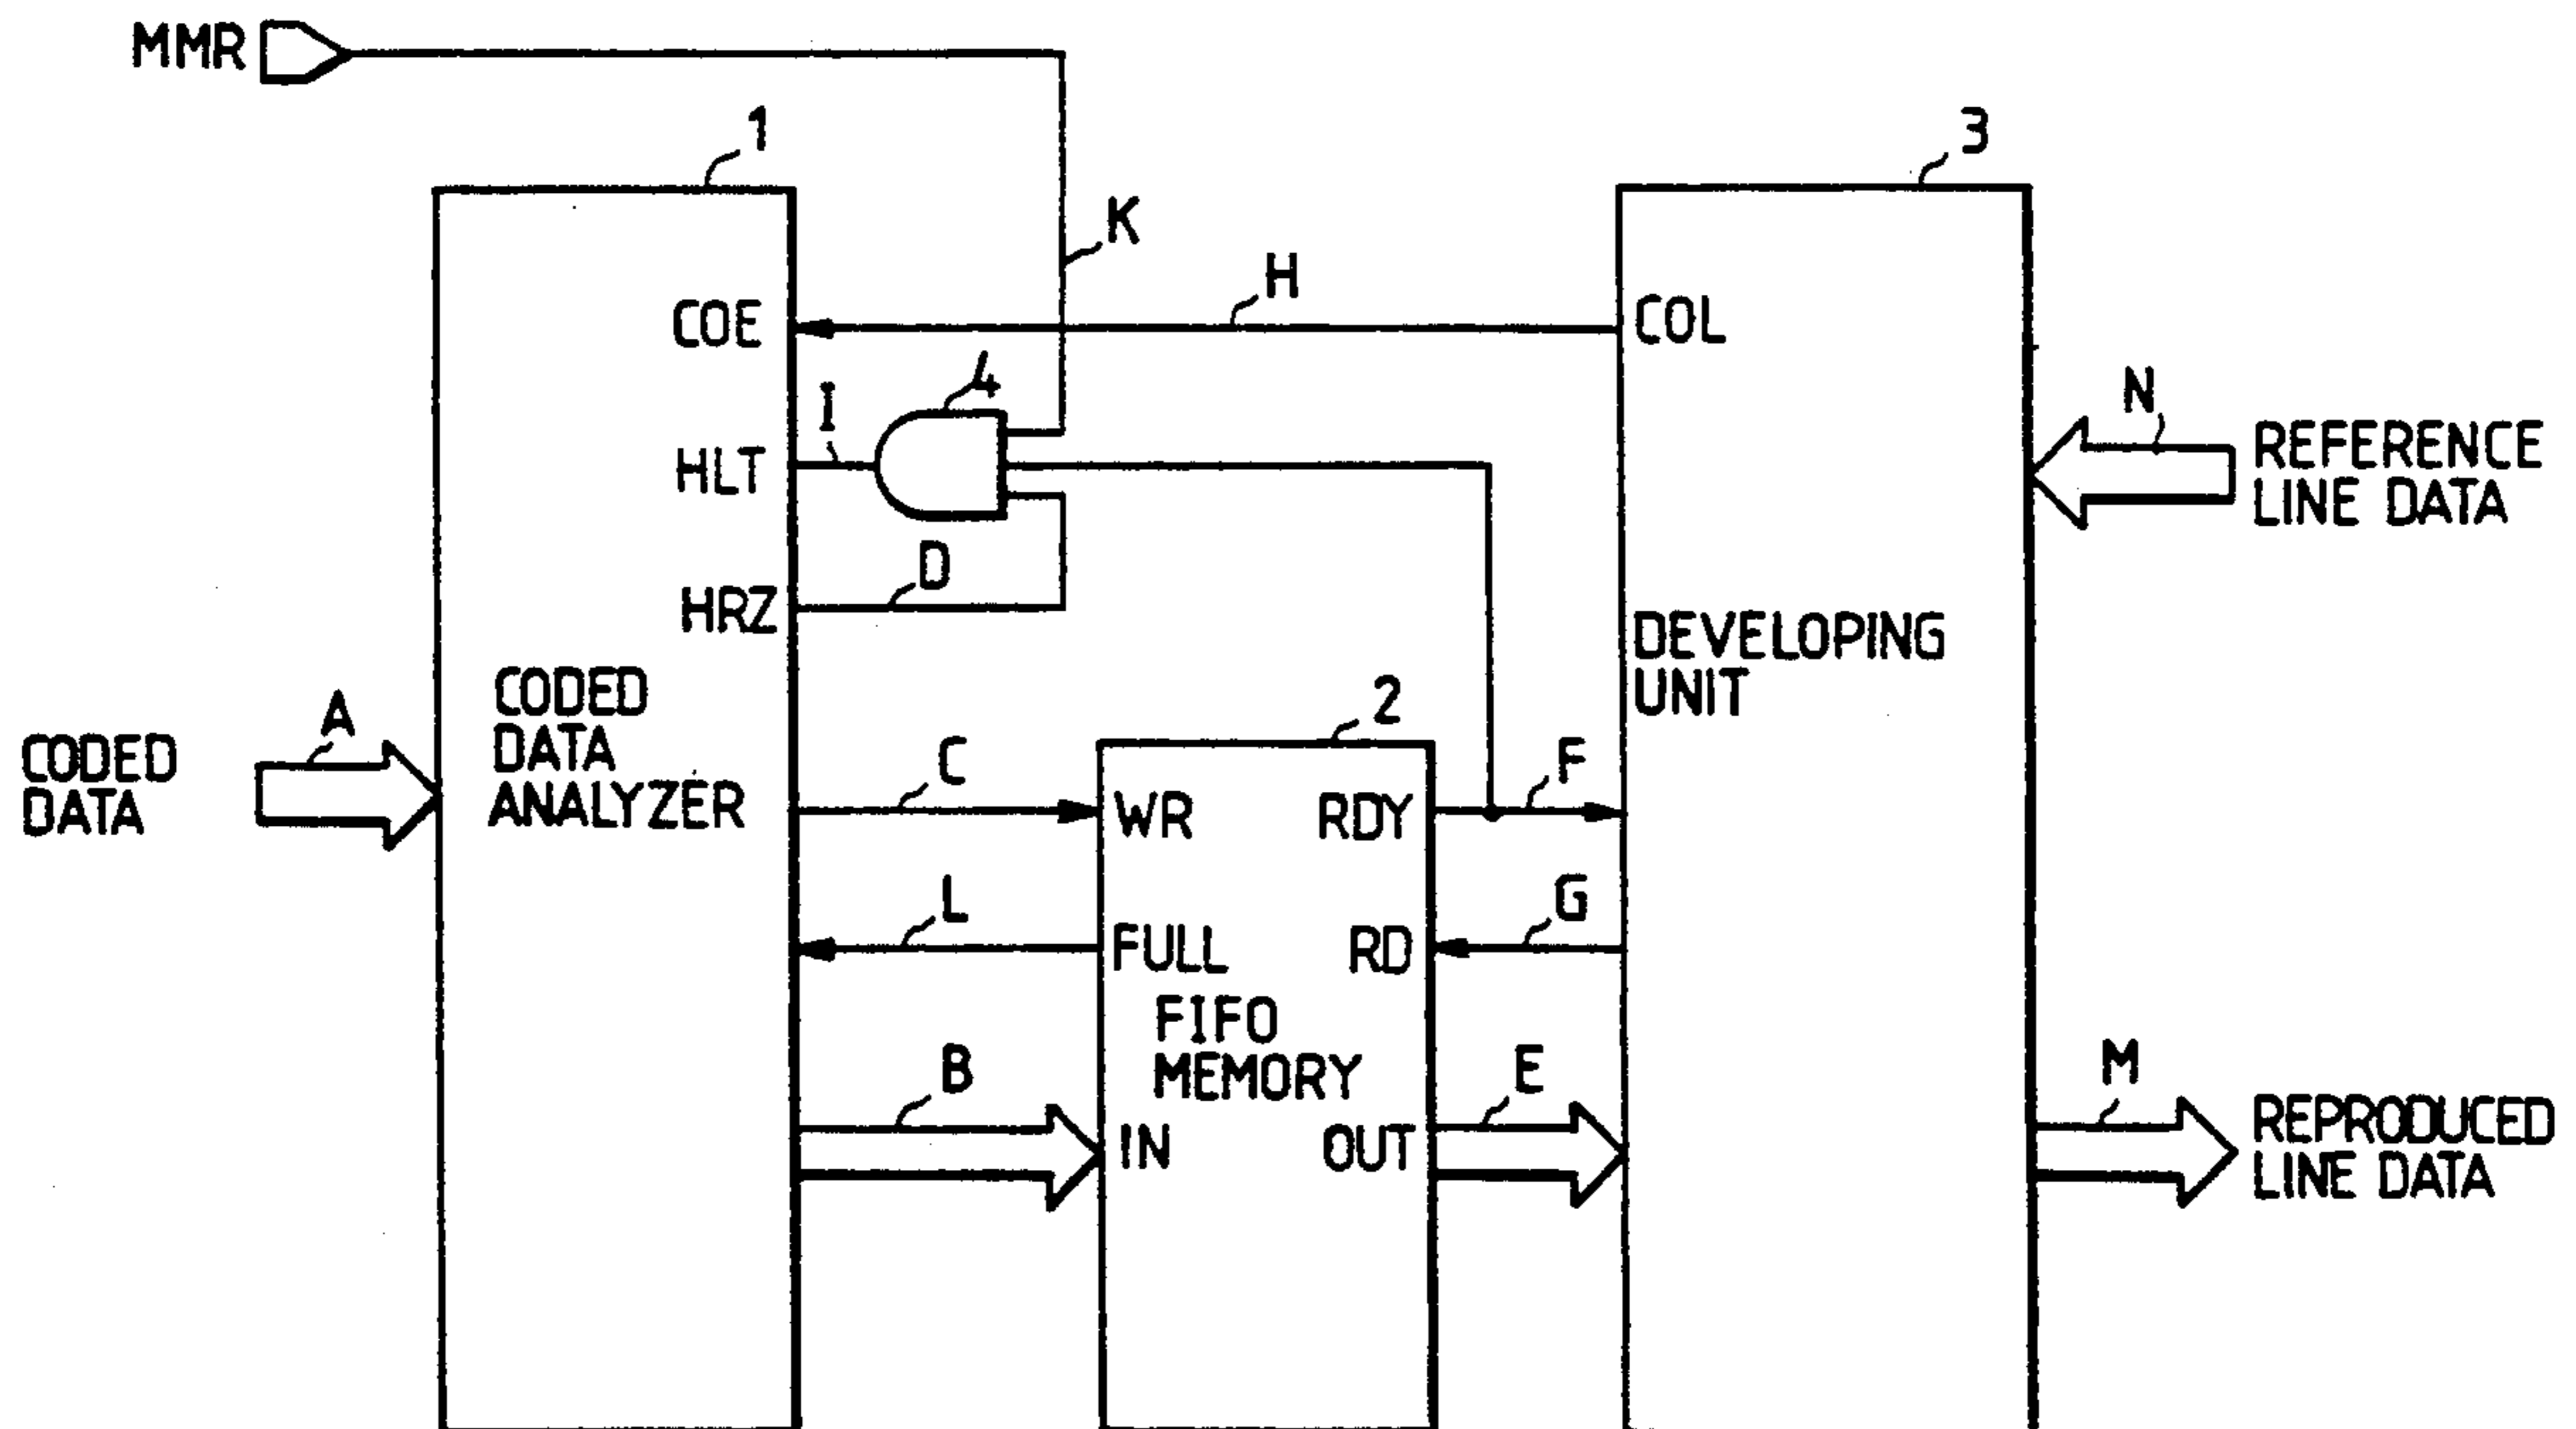 MMR
1
3
K
H
COE
COL
4
I
N
HLT
REFERENCE
LINE DATA
D
HRZ
DEVELOPING
UNIT
CODED
DATA
ANALYZER
A
CODED
DATA
2
C
F
WR
RDY
L
G
FULL
RD
FIFO
MEMORY
B
E
M
IN
OUT
REPRODUCED
LINE DATA